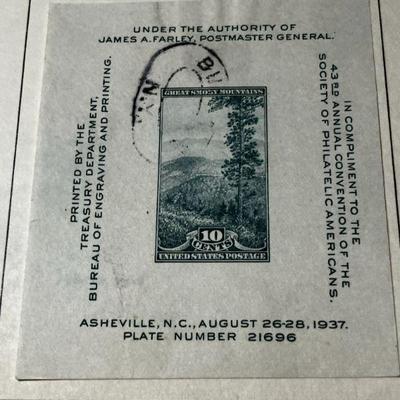 UNDER THE AUTHORITY OF
JAMES A. FARLEY, POSTMASTER GENERAL.
PRINTED BY THE
TREASURY DEPARTMENT,
BUREAU OF ENGRAVING AND PRINTING.
GREAT SMOKY MOUNTAINS
10
CENTS
UNITED STATES POSTAGE
IN COMPLIMENT TO THE
43RD ANNUAL CONVENTION OF THE
SOCIETY OF PHILATELIC AMERICANS.
ASHEVILLE, N.C., AUGUST 26-28, 1937.
PLATE NUMBER 21696